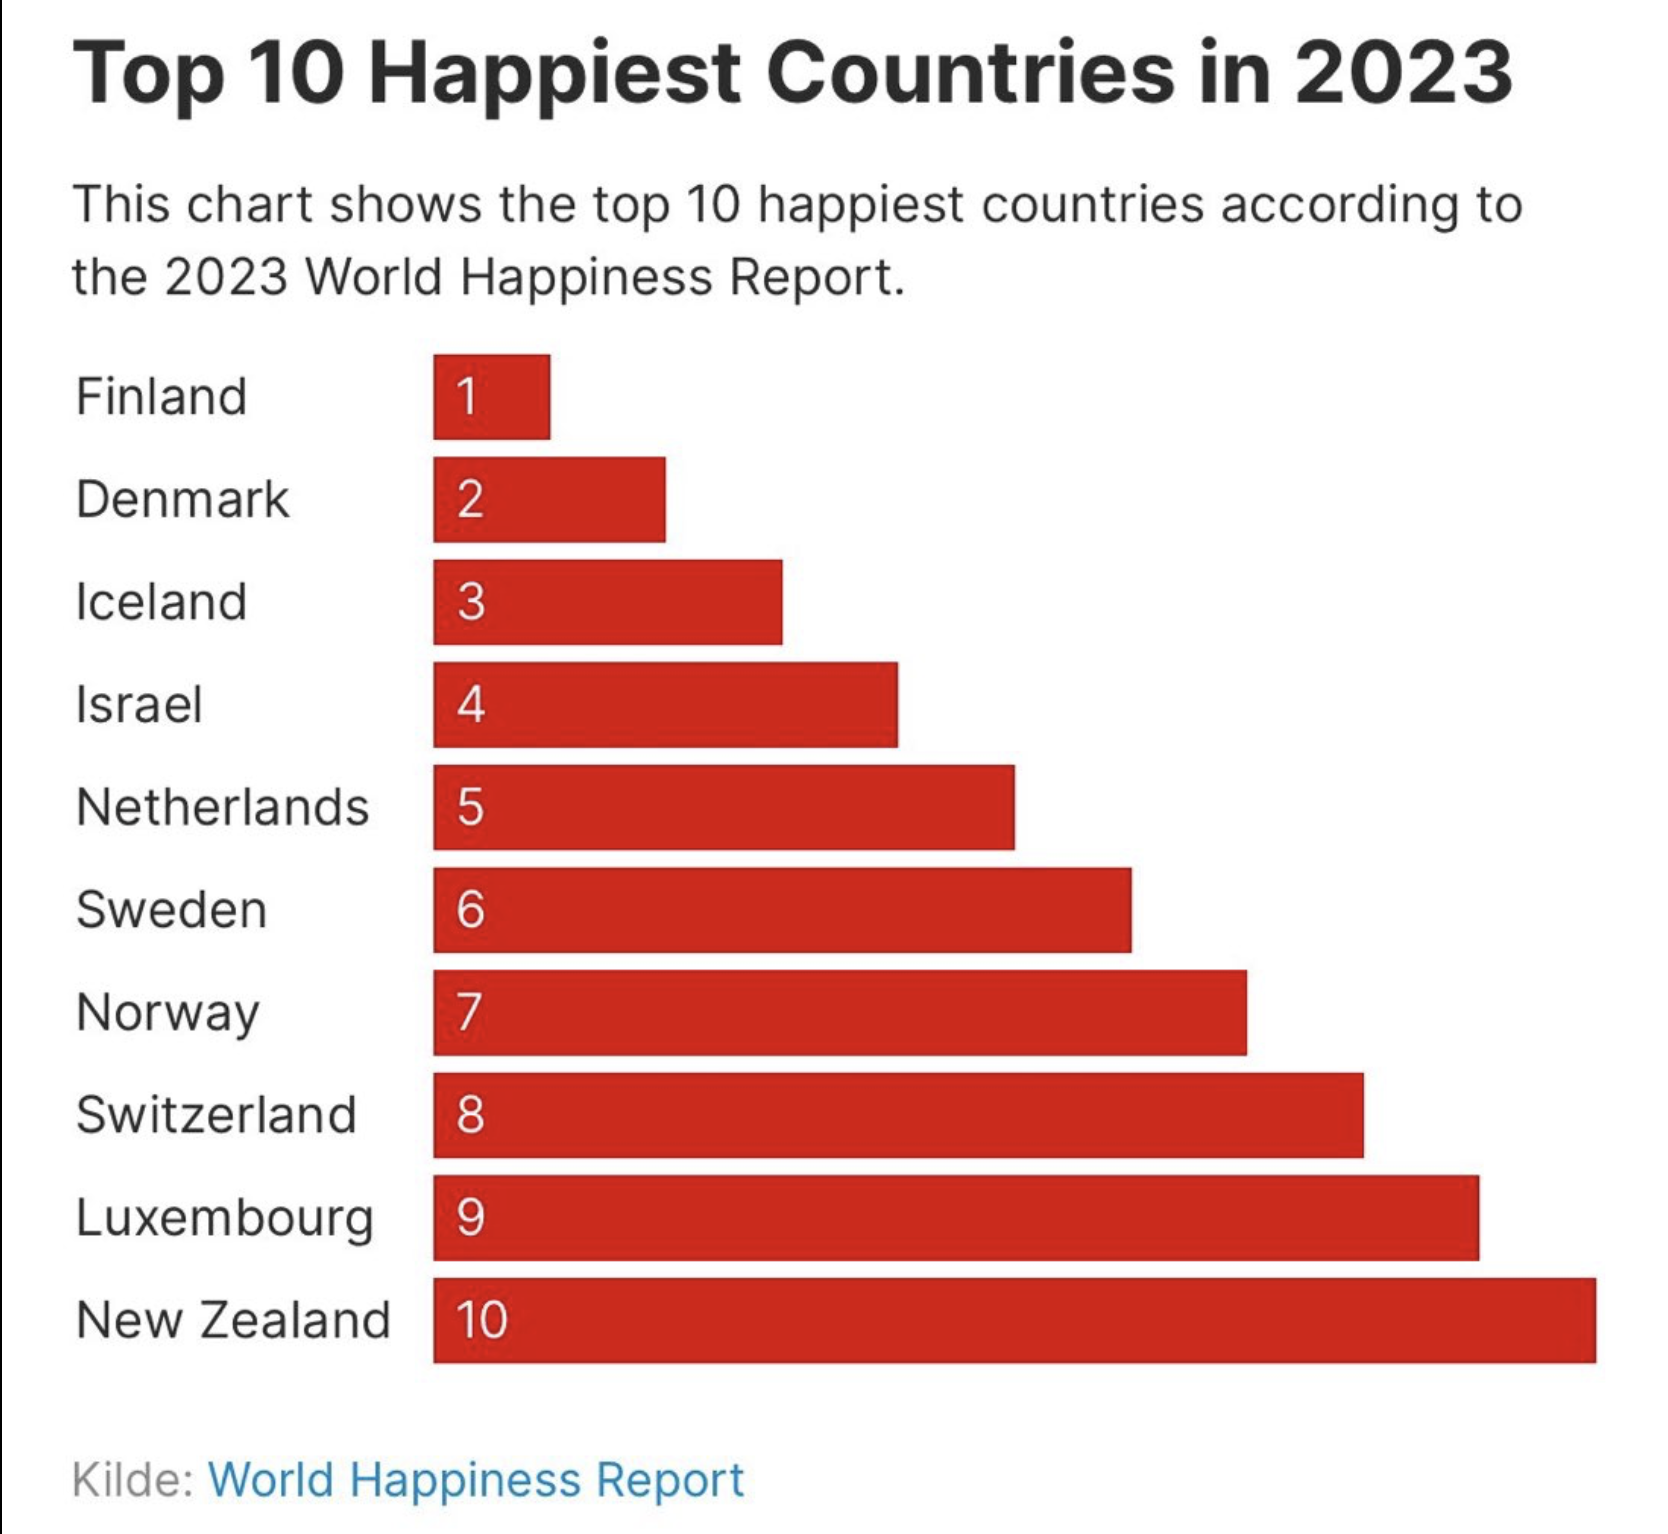 Top 10 Happiest Countries in 2023
This chart shows the top 10 happiest countries according to
the 2023 World Happiness Report.
Finland 1
Denmark 2
Iceland 3
Israel 4
Netherlands 5
Sweden 6
Norway 7
Switzerland 8
Luxembourg 9
New Zealand 10
Kilde: World Happiness Report